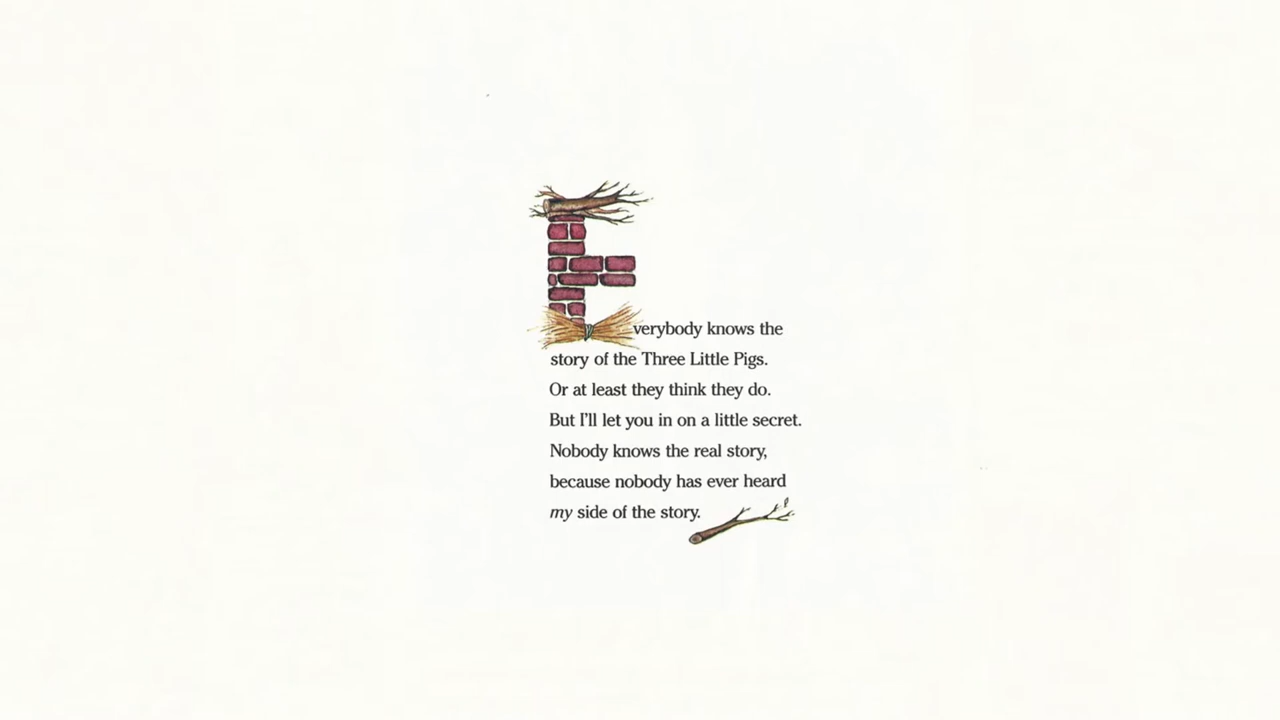 Everybody knows the
story of the Three Little Pigs.
Or at least they think they do.
But I'll let you in on a little secret.
Nobody knows the real story,
because nobody has ever heard
my side of the story.